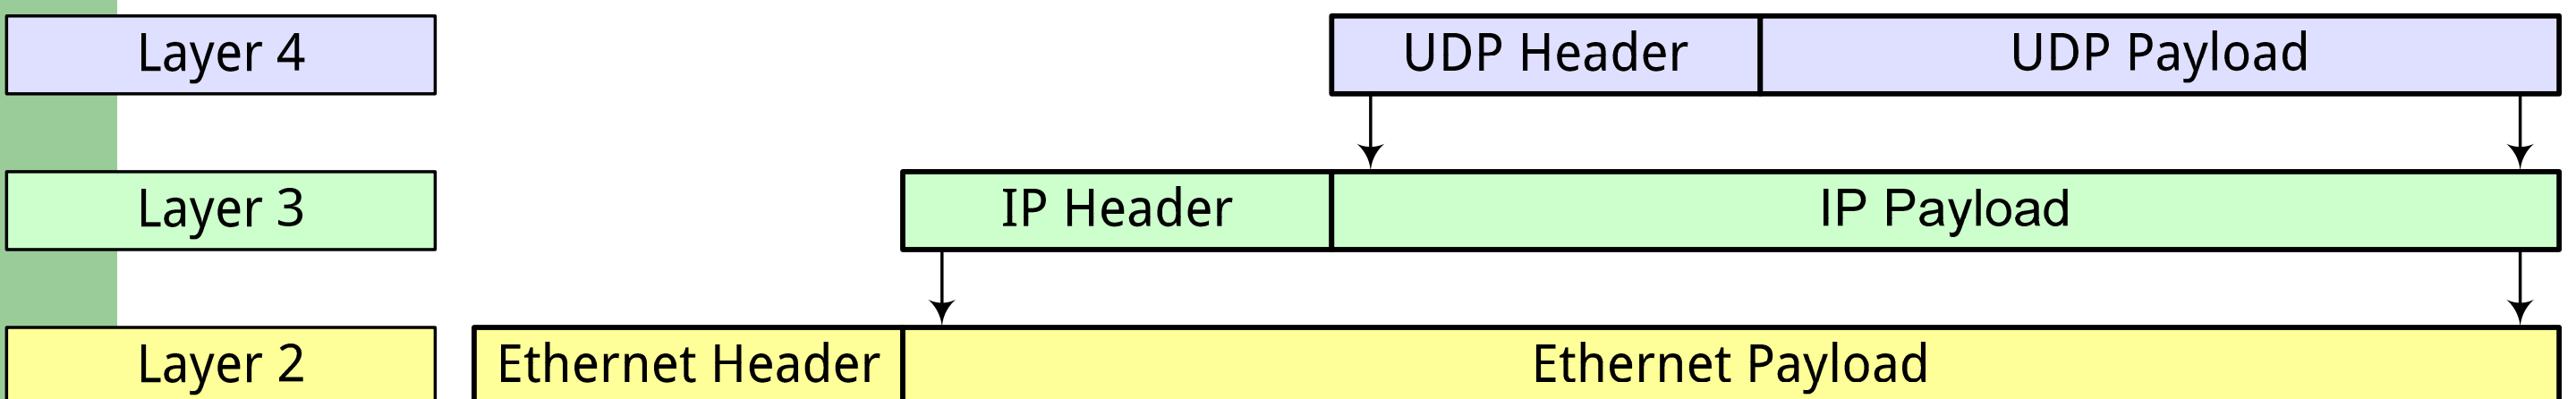 Layer 4 UDP Header UDP Payload
Layer 3 IP Header IP Payload
Layer 2 Ethernet Header Ethernet Payload